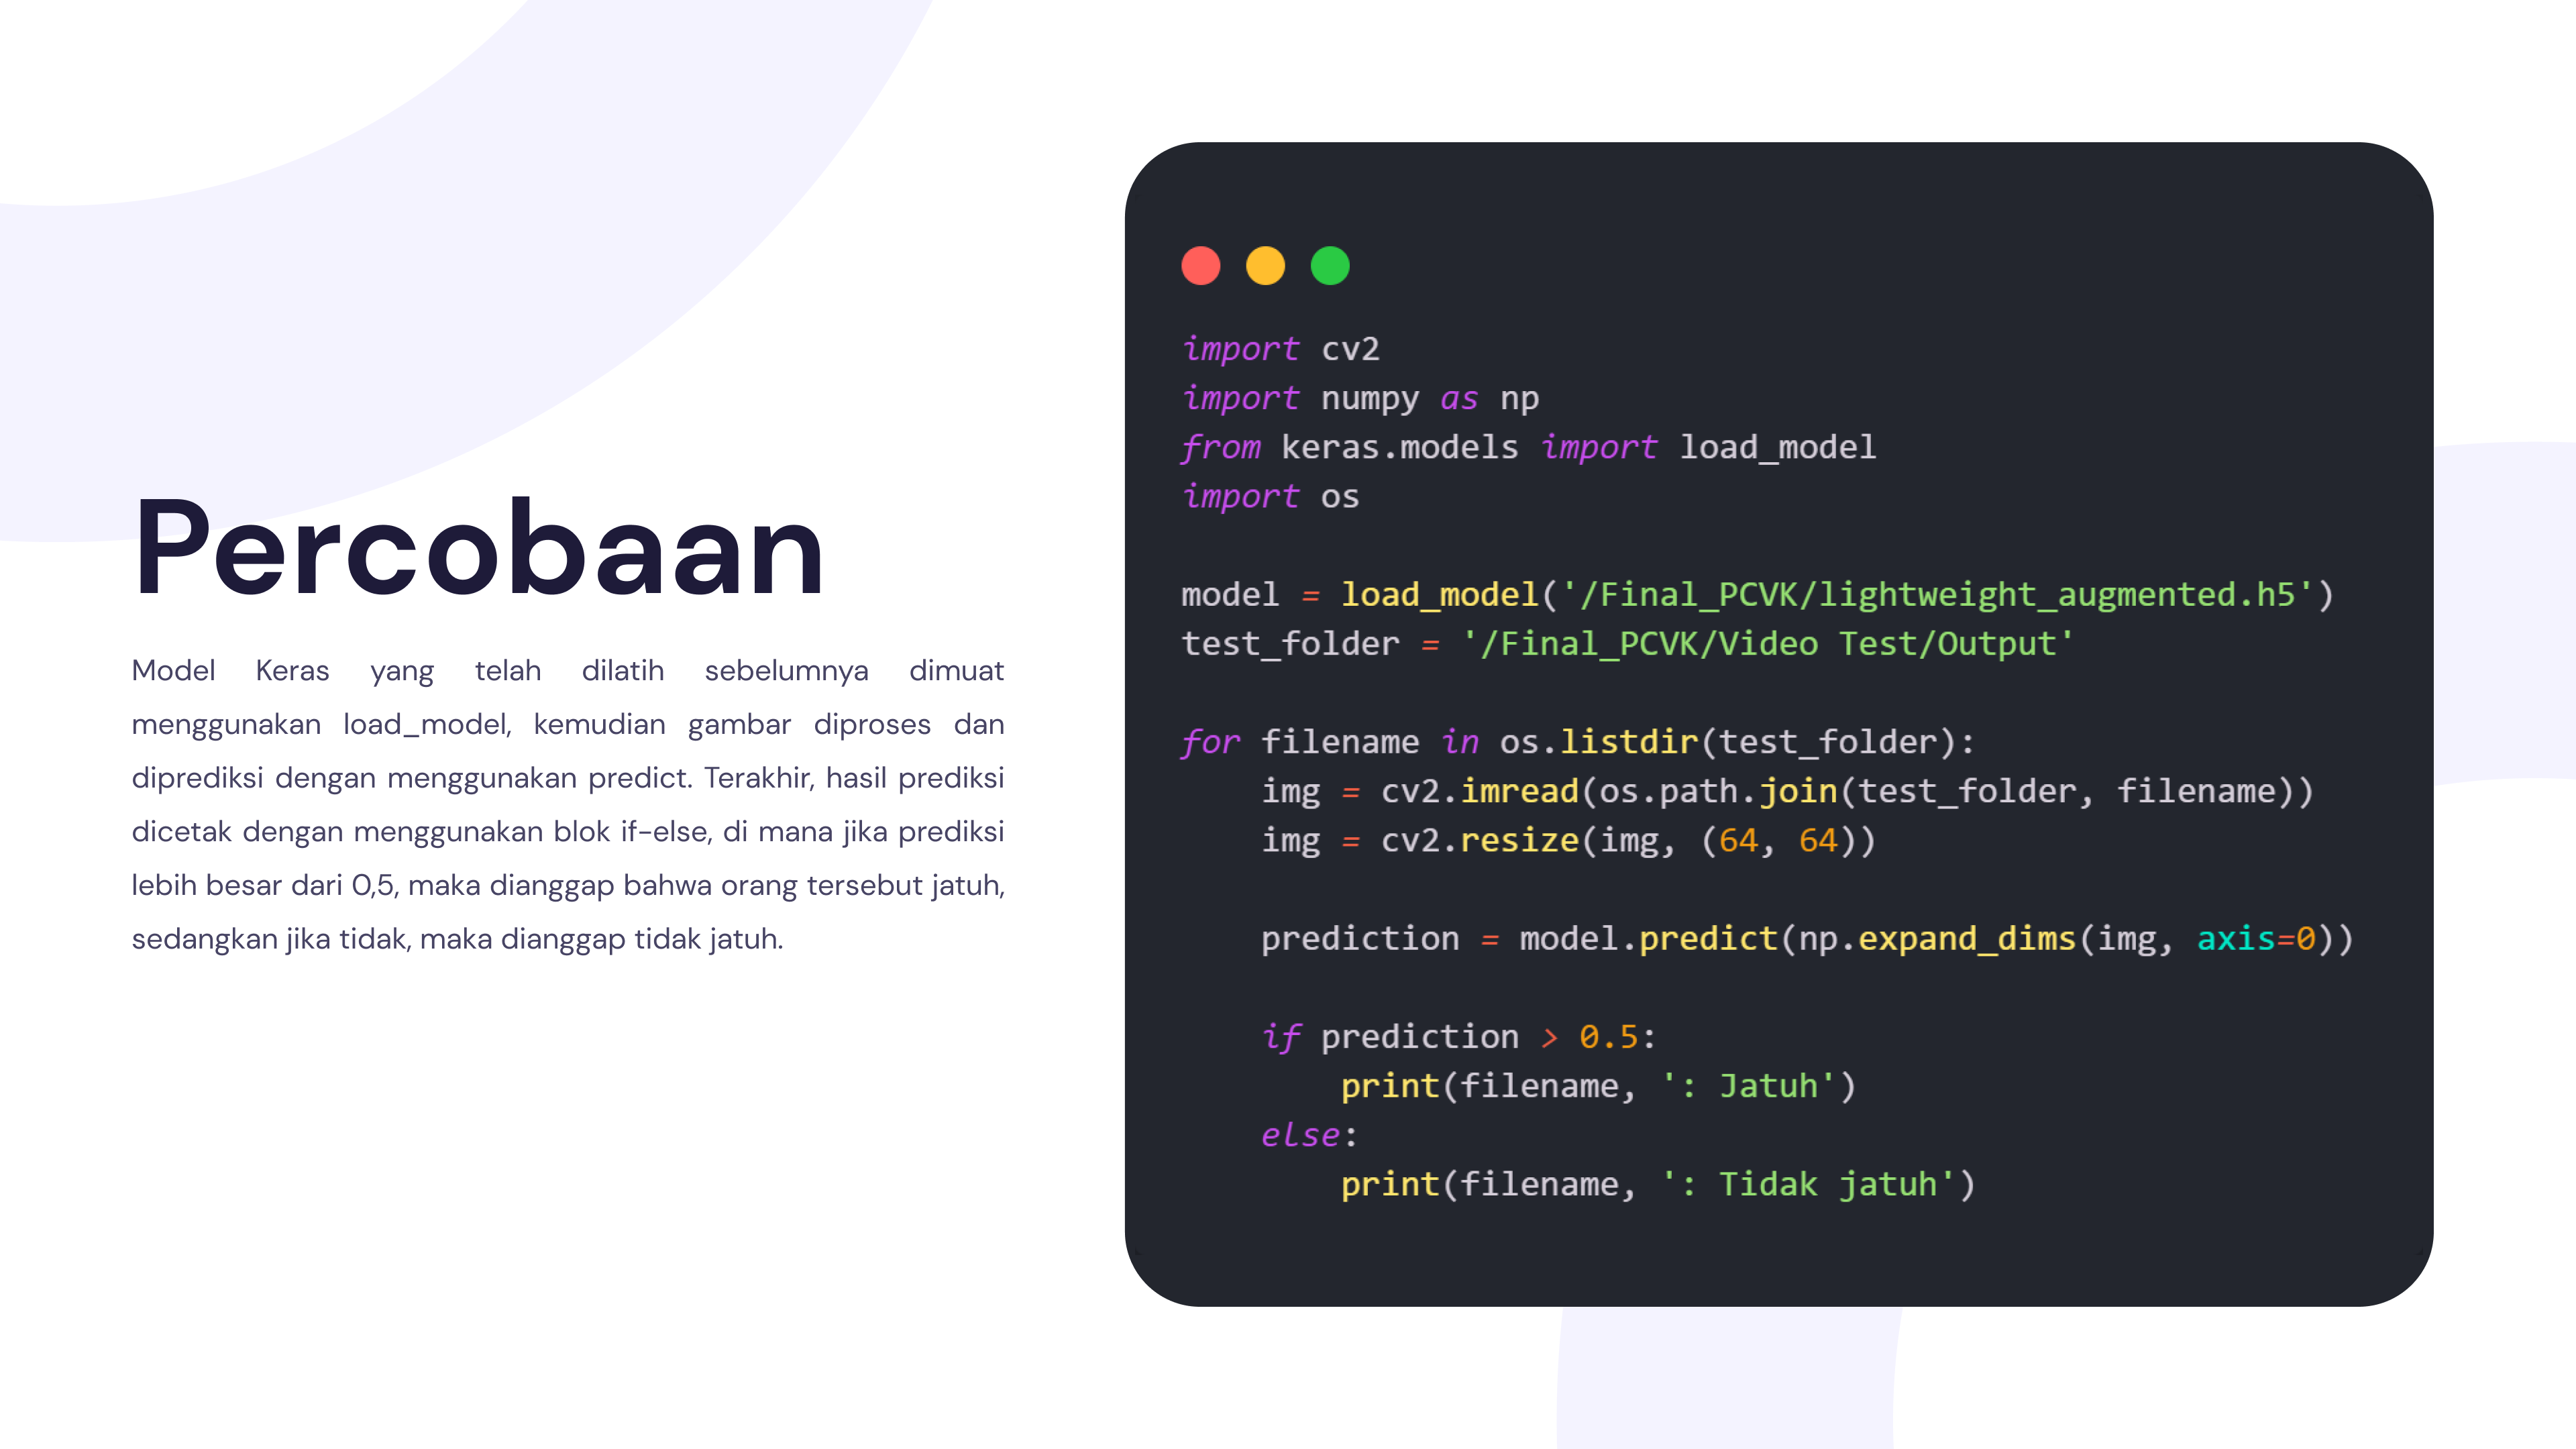 Percobaan
Model Keras yang telah dilatih sebelumnya dimuat
menggunakan load_model, kemudian gambar diproses dan
diprediksi dengan menggunakan predict. Terakhir, hasil prediksi
dicetak dengan menggunakan blok if-else, di mana jika prediksi
lebih besar dari 0,5, maka dianggap bahwa orang tersebut jatuh,
sedangkan jika tidak, maka dianggap tidak jatuh.
import cv2
import numpy as np
from keras.models import load_model
import os
model = load_model('/Final_PCVK/lightweight_augmented.h5')
test_folder = '/Final_PCVK/Video Test/Output'
for filename in os.listdir(test_folder):
    img = cv2.imread(os.path.join(test_folder, filename))
    img = cv2.resize(img, (64, 64))
    prediction = model.predict(np.expand_dims(img, axis=0))
    if prediction > 0.5:
        print(filename, ': Jatuh')
    else:
        print(filename, ': Tidak jatuh')